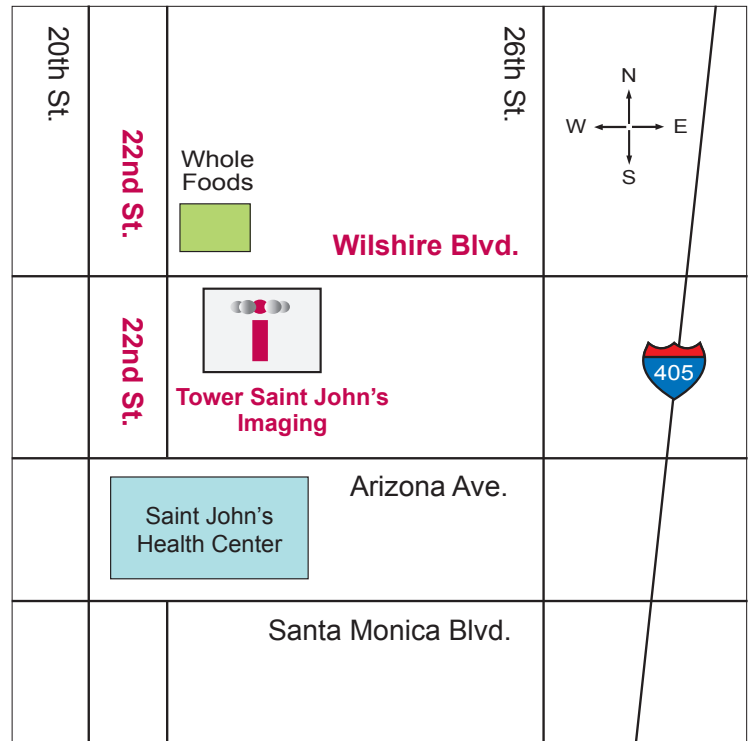 20th St.
26th St.
N
W
E
S
22nd St.
Whole
Foods
Wilshire Blvd.
22nd St.
405
Tower Saint John's
Imaging
Arizona Ave.
Saint John's
Health Center
Santa Monica Blvd.